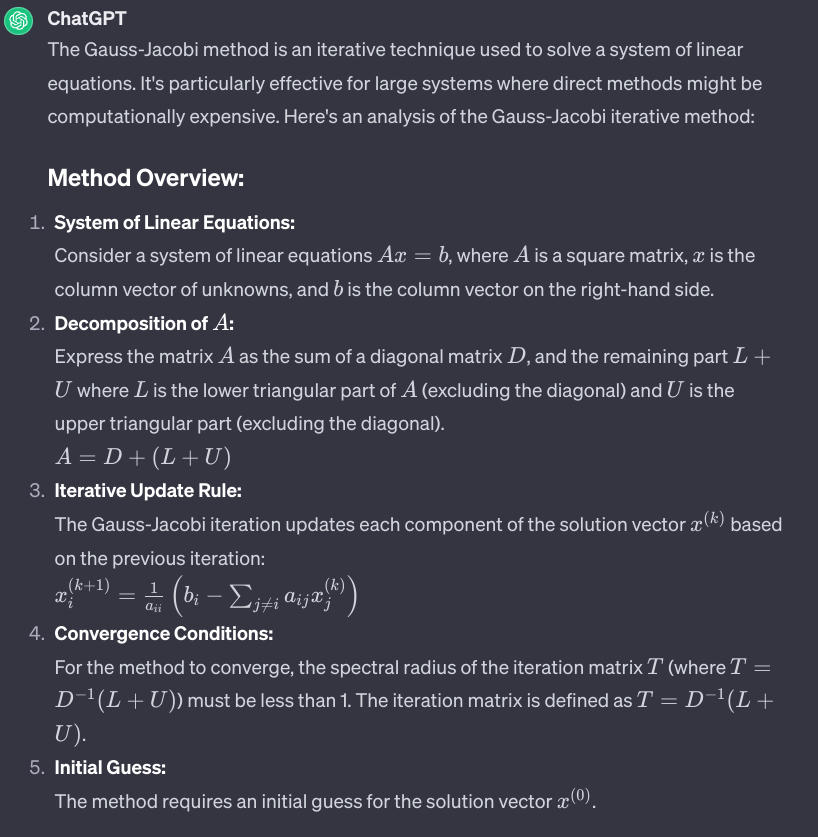 ChatGPT
The Gauss-Jacobi method is an iterative technique used to solve a system of linear
equations. It's particularly effective for large systems where direct methods might be
computationally expensive. Here's an analysis of the Gauss-Jacobi iterative method:
Method Overview:
1. System of Linear Equations:
Consider a system of linear equations Ax = b, where A is a square matrix, x is the
column vector of unknowns, and b is the column vector on the right-hand side.
2. Decomposition of A:
Express the matrix A as the sum of a diagonal matrix D, and the remaining part L +
U where L is the lower triangular part of A (excluding the diagonal) and U is the
upper triangular part (excluding the diagonal).
A = D + (L + U)
3. Iterative Update Rule:
The Gauss-Jacobi iteration updates each component of the solution vector x^(k) based
on the previous iteration:
x_i^(k+1) = 1/a_ii (b_i − ∑_{j≠i} a_ij x_j^(k))
4. Convergence Conditions:
For the method to converge, the spectral radius of the iteration matrix T (where T =
D^−1(L + U)) must be less than 1. The iteration matrix is defined as T = D^−1(L +
U).
5. Initial Guess:
The method requires an initial guess for the solution vector x^(0).